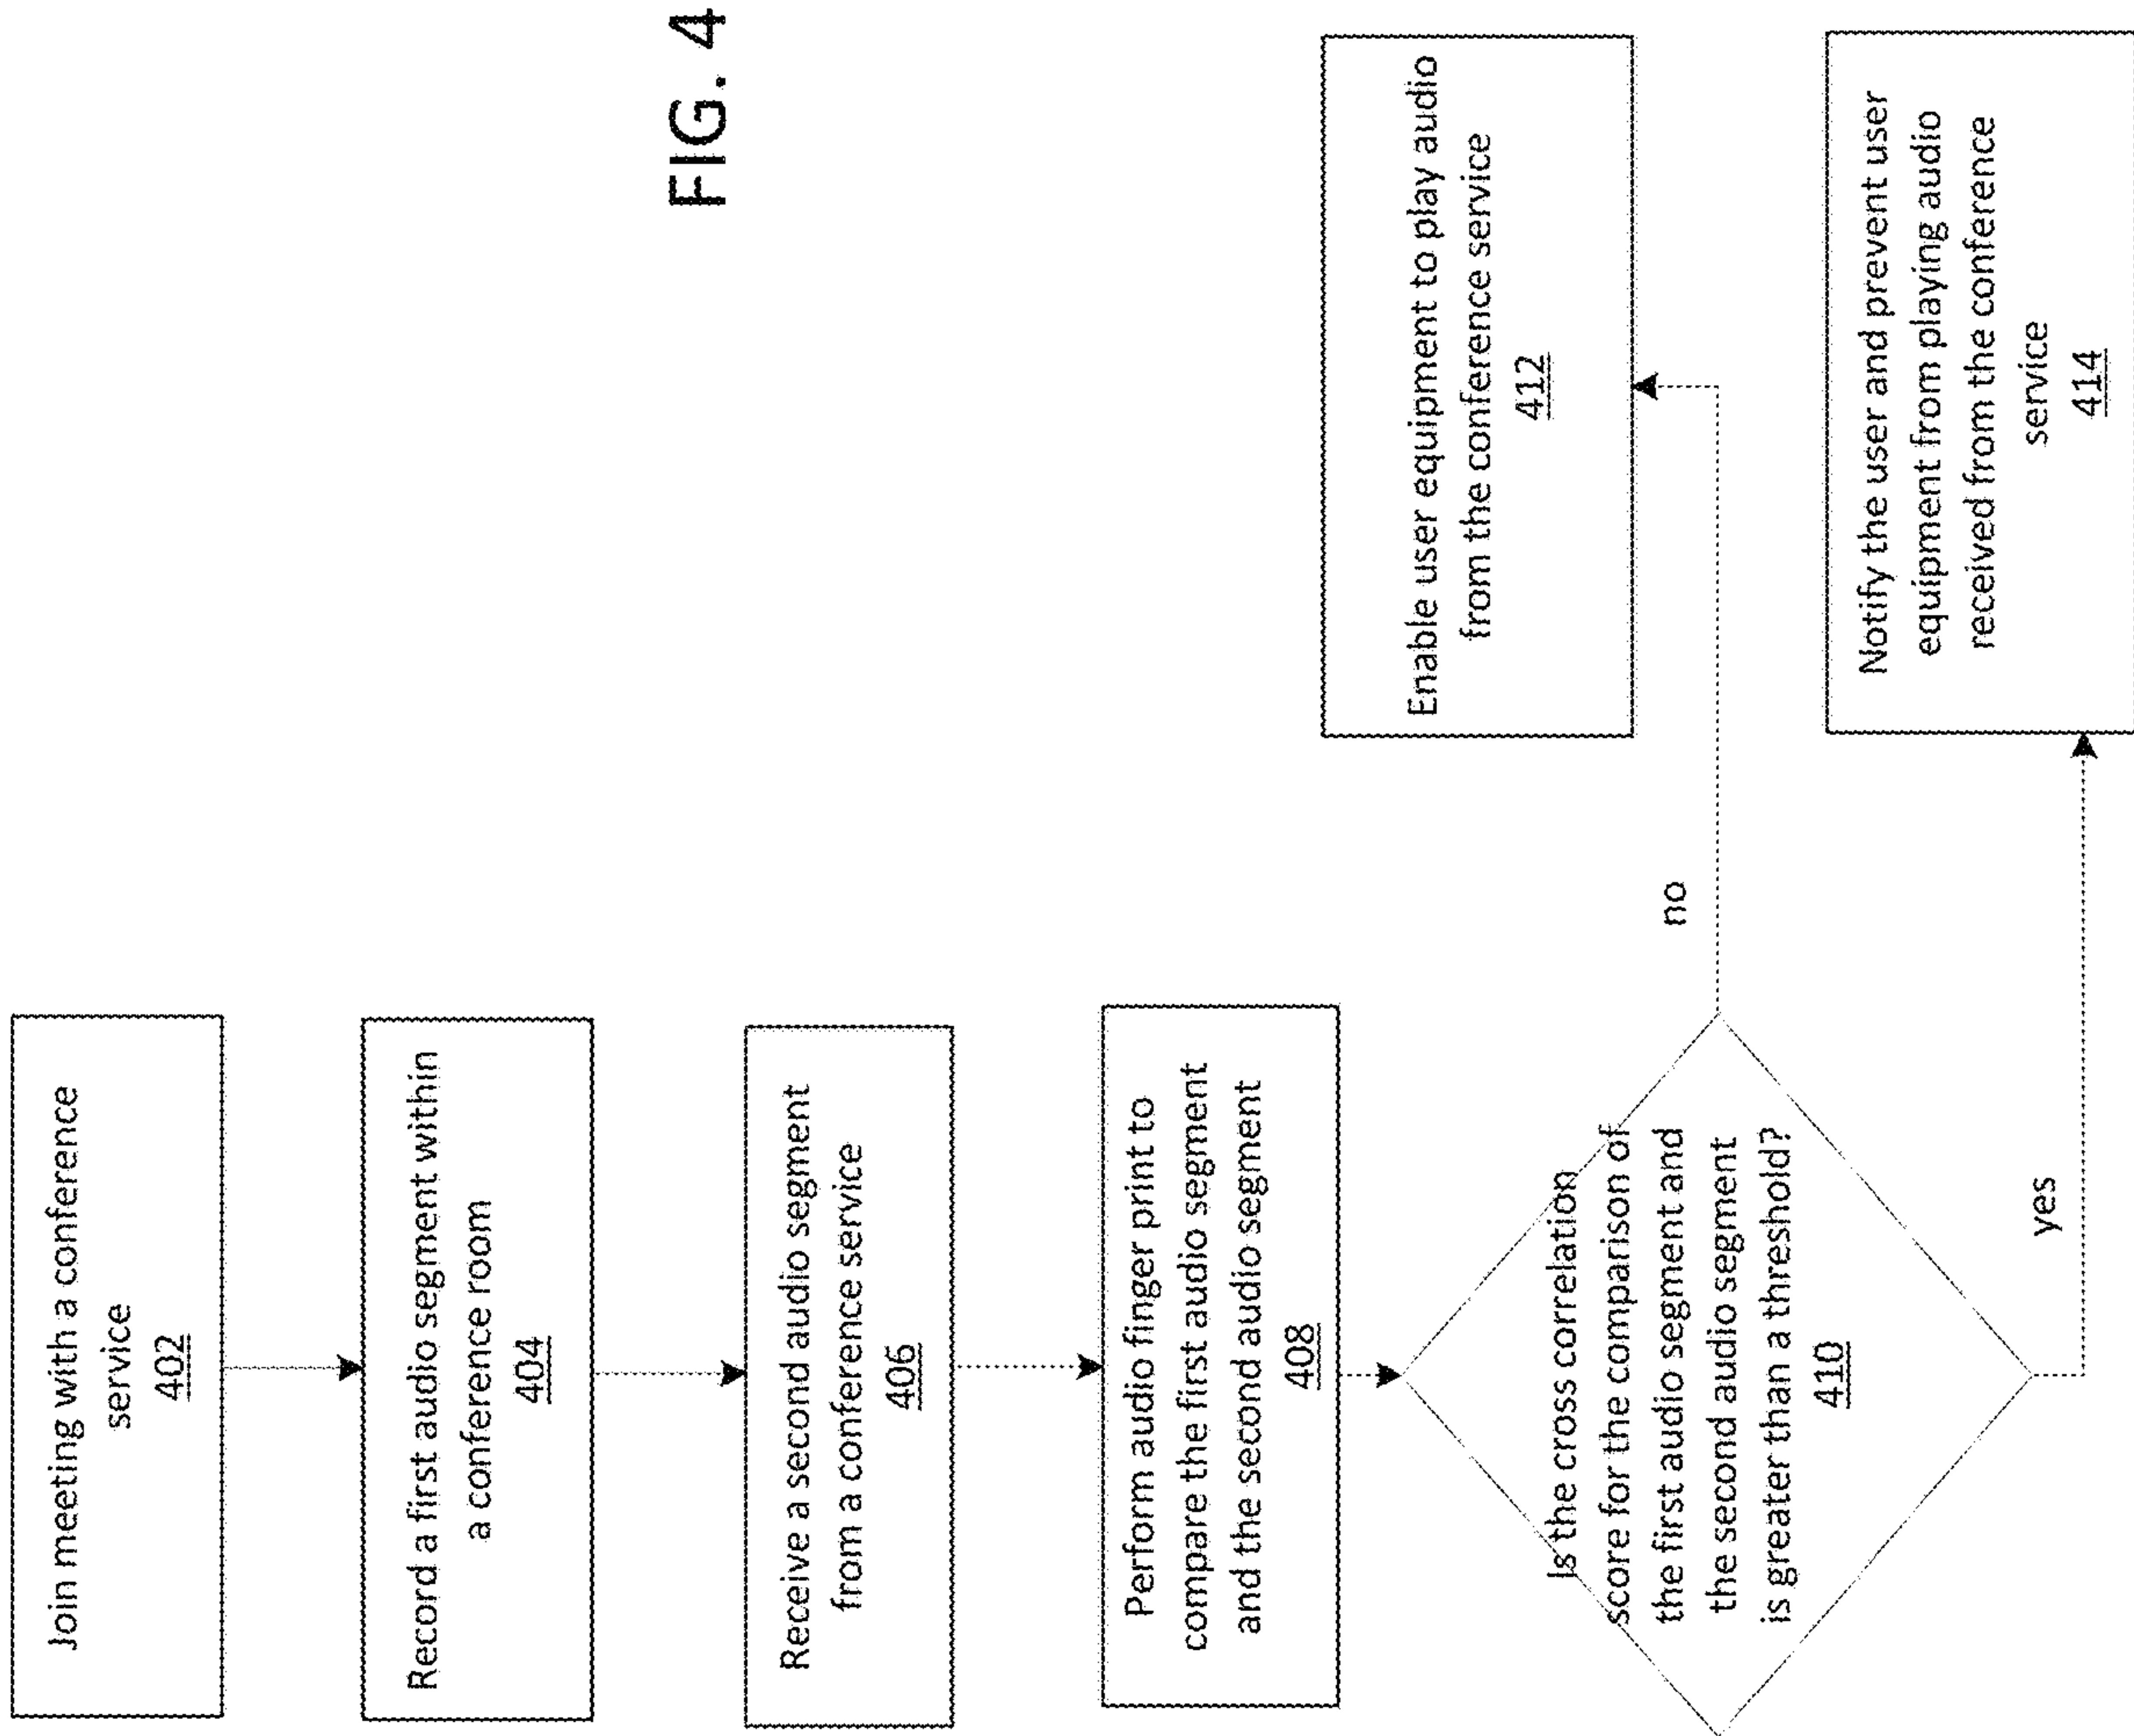 Join meeting with a conference
service
402
Record a first audio segment within
a conference room
404
Receive a second audio segment
from a conference service
406
Perform audio finger print to
compare the first audio segment
and the second audio segment
408
Is the cross correlation
score for the comparison of
the first audio segment and
the second audio segment
is greater than a threshold?
410
no
yes
Enable user equipment to play audio
from the conference service
412
Notify the user and prevent user
equipment from playing audio
received from the conference
service
414
FIG. 4